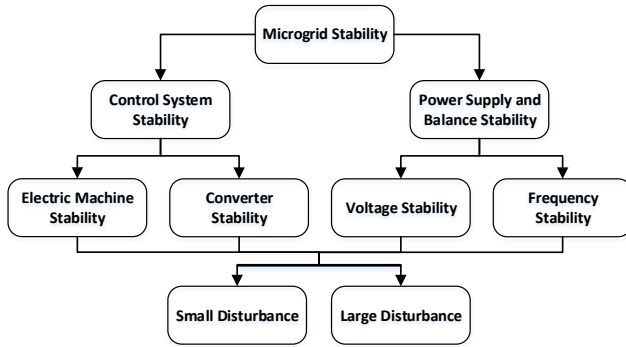 Microgrid Stability
Control System
Stability
Power Supply and
Balance Stability
Electric Machine
Stability
Converter
Stability
Voltage Stability
Frequency
Stability
Small Disturbance
Large Disturbance